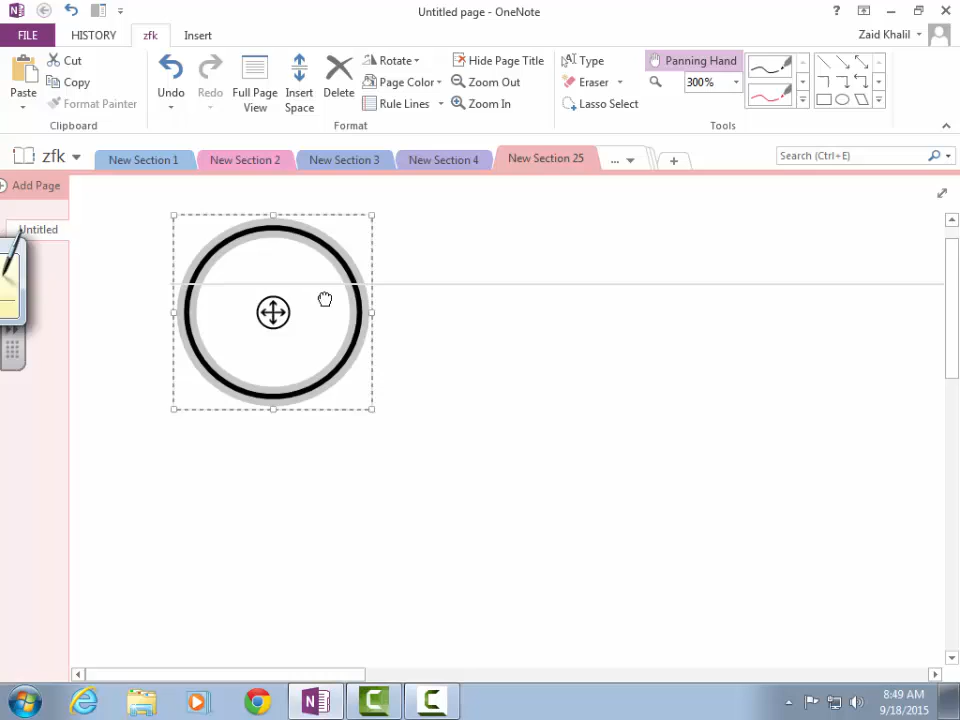 Untitled page - OneNote
?
FILE HISTORY zfk Insert
Zaid Khalil
Paste Cut Copy Format Painter
Clipboard
Undo Redo Full Page View Insert Space Delete
Rotate Page Color Rule Lines
Hide Page Title Zoom Out Zoom In
Format
Type Eraser Lasso Select
Panning Hand
300%
Tools
zfk New Section 1 New Section 2 New Section 3 New Section 4 New Section 25 ... +
Search (Ctrl+E)
Add Page
Untitled
8:49 AM
9/18/2015